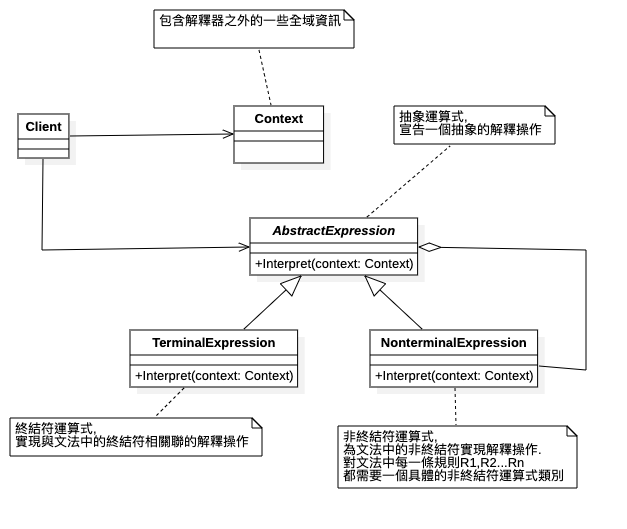 包含解釋器之外的一些全域資訊
Client
Context
抽象運算式,
宣告一個抽象的解釋操作
AbstractExpression
+Interpret(context: Context)
TerminalExpression
+Interpret(context: Context)
NonterminalExpression
+Interpret(context: Context)
終結符運算式,
實現與文法中的終結符相關聯的解釋操作
非終結符運算式,
為文法中的非終結符實現解釋操作.
對文法中每一條規則R1,R2...Rn
都需要一個具體的非終結符運算式類別